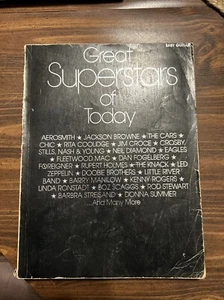 EASY GUITAR
Great
Superstars
of
Today
AEROSMITH ★ JACKSON BROWNE ★ THE CARS ★
CHIC ★ RITA COOLIDGE ★ JIM CROCE ★ CROSBY,
STILLS, NASH & YOUNG ★ NEIL DIAMOND ★ EAGLES
★ FLEETWOOD MAC ★ DAN FOGELBERG ★
FOREIGNER ★ RUPERT HOLMES ★ THE KNACK ★ LED
ZEPPELIN ★ DOOBIE BROTHERS ★ LITTLE RIVER
BAND ★ BARRY MANILOW ★ KENNY ROGERS ★
LINDA RONSTADT ★ BOZ SCAGGS ★ ROD STEWART
★ BARBRA STREISAND ★ DONNA SUMMER
...And Many More